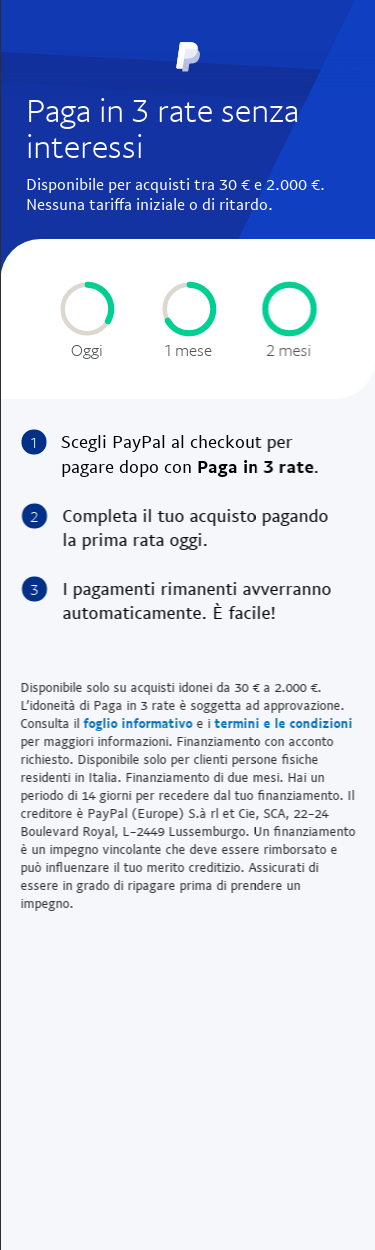 Paga in 3 rate senza
interessi
Disponibile per acquisti tra 30 € e 2.000 €.
Nessuna tariffa iniziale o di ritardo.
Oggi
1 mese
2 mesi
1
Scegli PayPal al checkout per
pagare dopo con Paga in 3 rate.
2
Completa il tuo acquisto pagando
la prima rata oggi.
3
I pagamenti rimanenti avverranno
automaticamente. È facile!
Disponibile solo su acquisti idonei da 30 € a 2.000 €.
L'idoneità di Paga in 3 rate è soggetta ad approvazione.
Consulta il foglio informativo e i termini e le condizioni
per maggiori informazioni. Finanziamento con acconto
richiesto. Disponibile solo per clienti persone fisiche
residenti in Italia. Finanziamento di due mesi. Hai un
periodo di 14 giorni per recedere dal tuo finanziamento. Il
creditore è PayPal (Europe) S.à rl et Cie, SCA, 22-24
Boulevard Royal, L-2449 Lussemburgo. Un finanziamento
è un impegno vincolante che deve essere rimborsato e
può influenzare il tuo merito creditizio. Assicurati di
essere in grado di ripagare prima di prendere un
impegno.